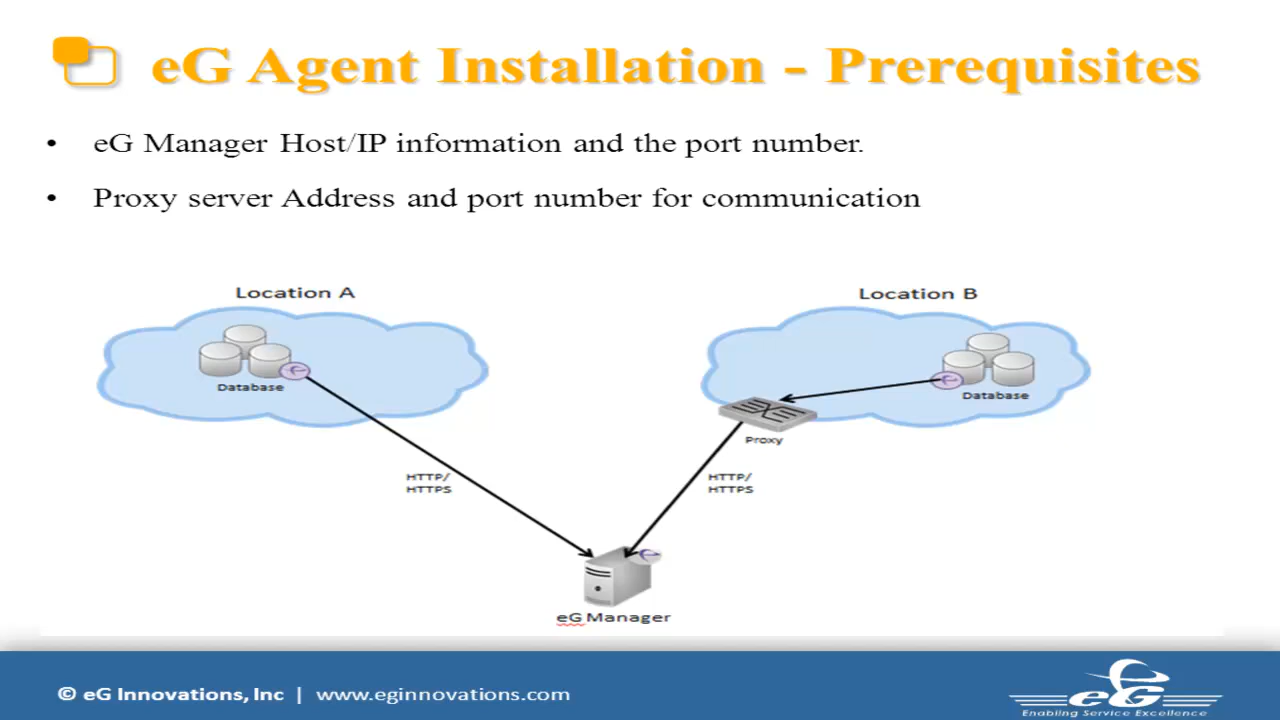 eG Agent Installation - Prerequisites
• eG Manager Host/IP information and the port number.
• Proxy server Address and port number for communication
Location A
Location B
Database
Database
Proxy
HTTP/
HTTPS
HTTP/
HTTPS
eG Manager
© eG Innovations, Inc | www.eginnovations.com
eG
Enabling Service Excellence